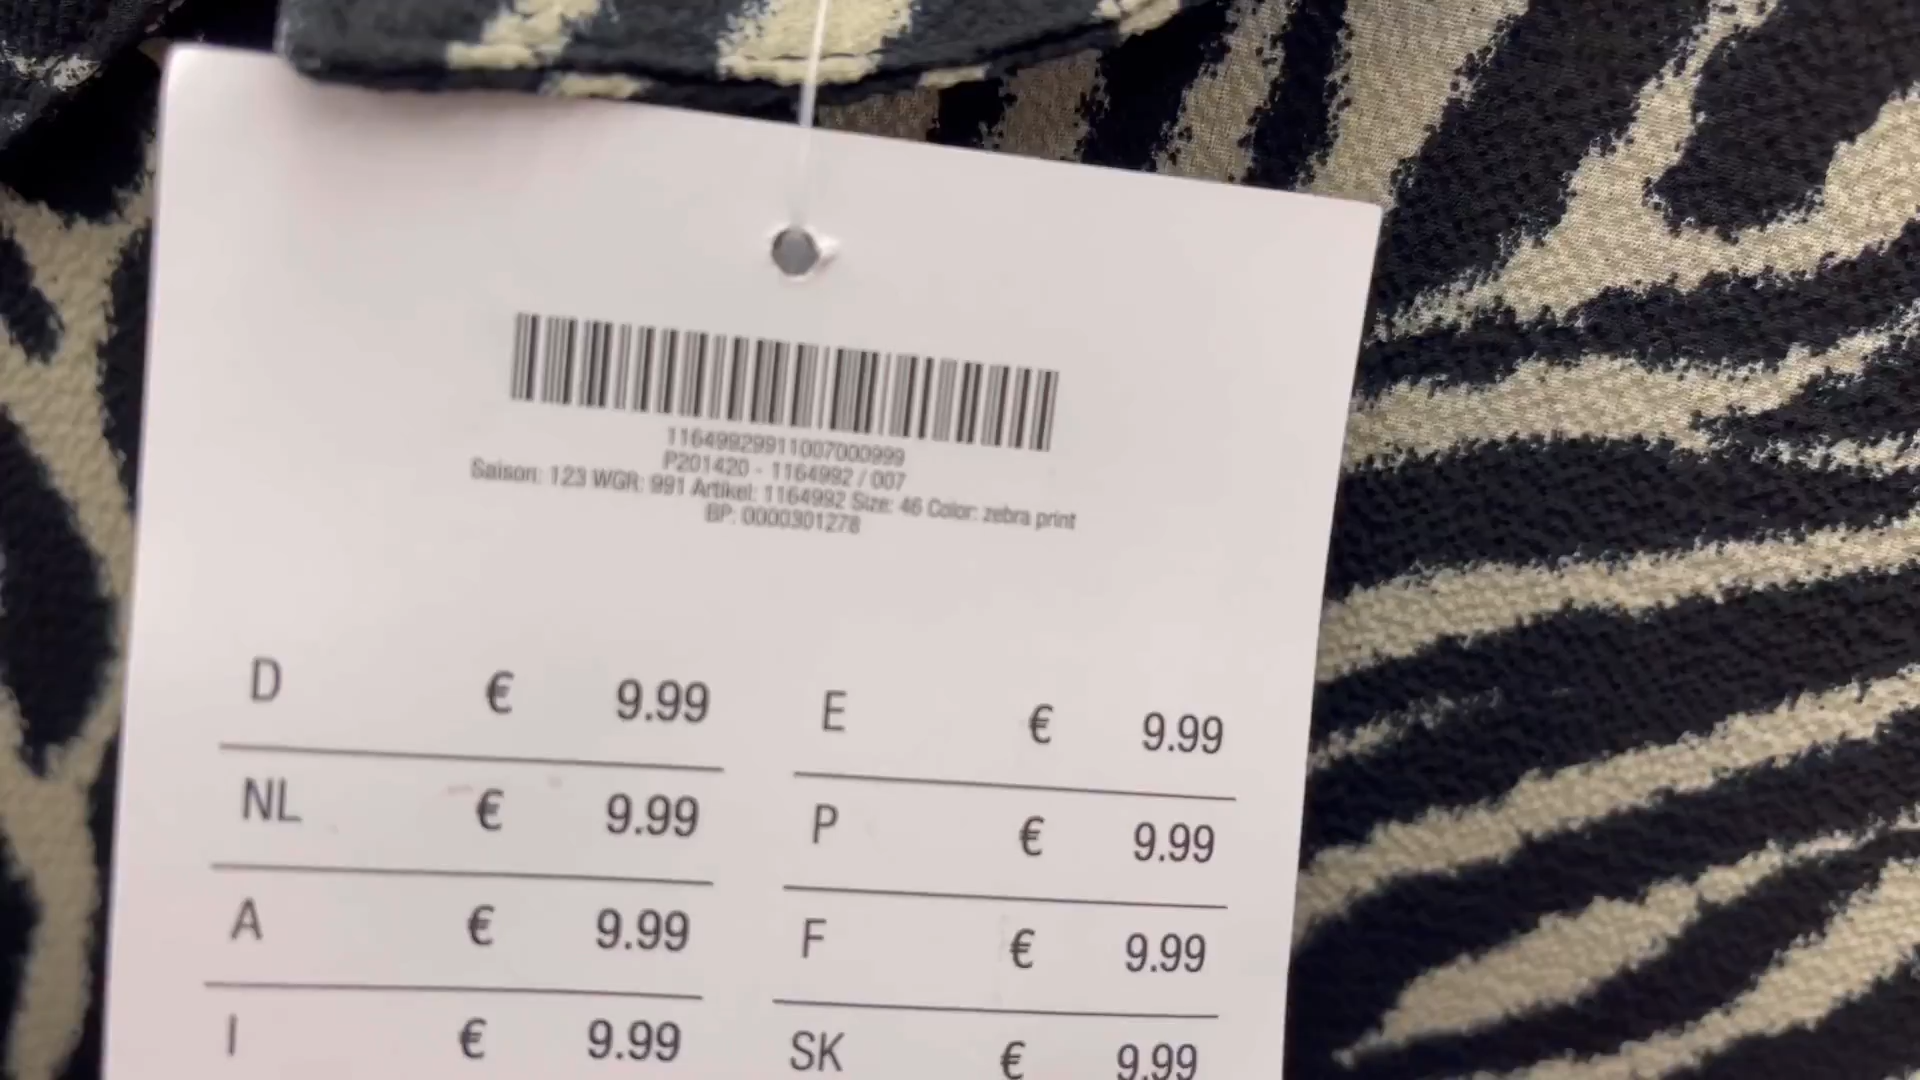 11649929911007000999
P201420 - 1164992 / 007
Saison: 123 WGR: 991 Artikel: 1164992 Size: 46 Color: zebra print
BP: 0000301278
D € 9.99
NL € 9.99
A € 9.99
I € 9.99
E € 9.99
P € 9.99
F € 9.99
SK € 9.99